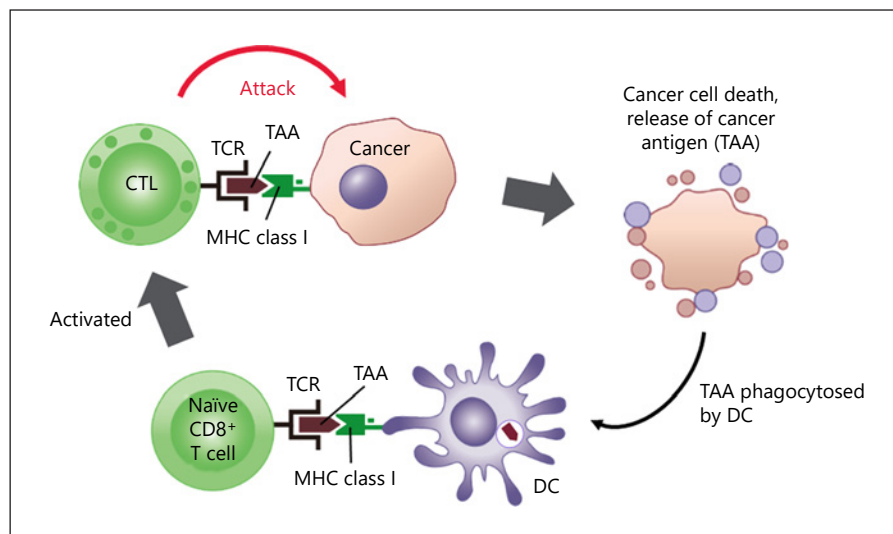 Attack
TCR
TAA
CTL
Cancer
MHC class I
Cancer cell death,
release of cancer
antigen (TAA)
Activated
TAA phagocytosed
by DC
Naïve
CD8⁺
T cell
TCR
TAA
MHC class I
DC